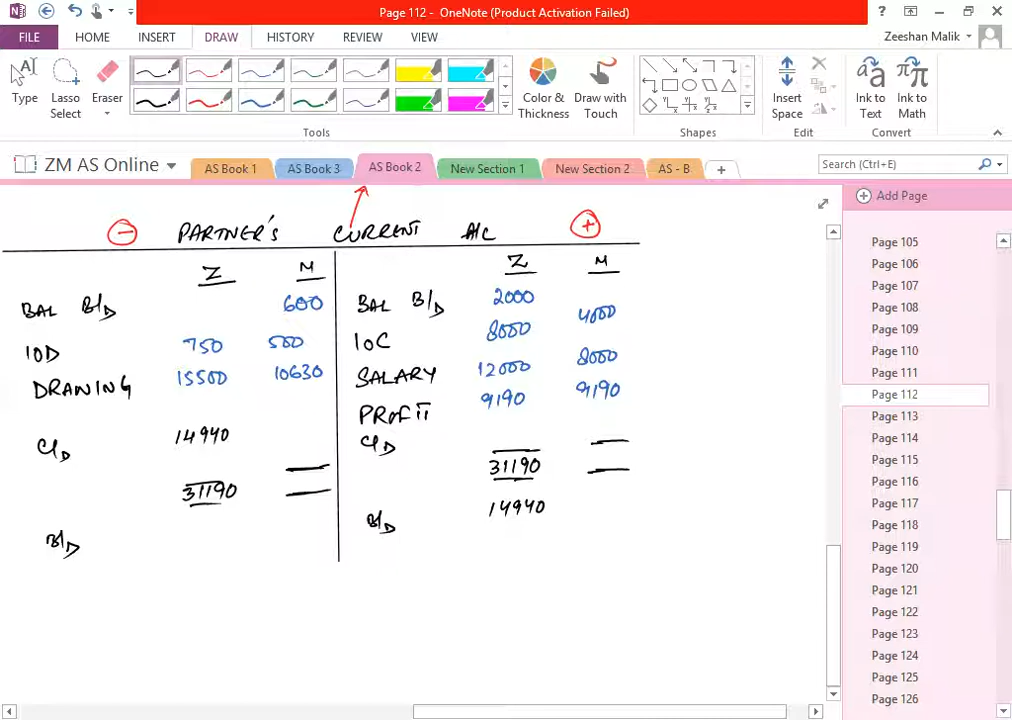 Page 112 - OneNote (Product Activation Failed)
FILE HOME INSERT DRAW HISTORY REVIEW VIEW Zeeshan Malik
Type Lasso Select Eraser Color & Thickness Draw with Touch Insert Space Ink to Text Ink to Math
Tools Shapes Edit Convert
ZM AS Online AS Book 1 AS Book 3 AS Book 2 New Section 1 New Section 2 AS - B Search (Ctrl+E)
Add Page
- PARTNER'S CURRENT A/C +
Z M Z M
BAL B/D 600 BAL B/D 2000
IOD 750 500 IOC 8000 4000
DRAWING 15500 10630 SALARY 12000 8000
PROFIT 9190 9190
C/D 14940 C/D
31190 31190
B/D B/D 14940
Page 105
Page 106
Page 107
Page 108
Page 109
Page 110
Page 111
Page 112
Page 113
Page 114
Page 115
Page 116
Page 117
Page 118
Page 119
Page 120
Page 121
Page 122
Page 123
Page 124
Page 125
Page 126